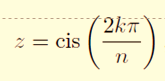 z = cis(2kπ/n)